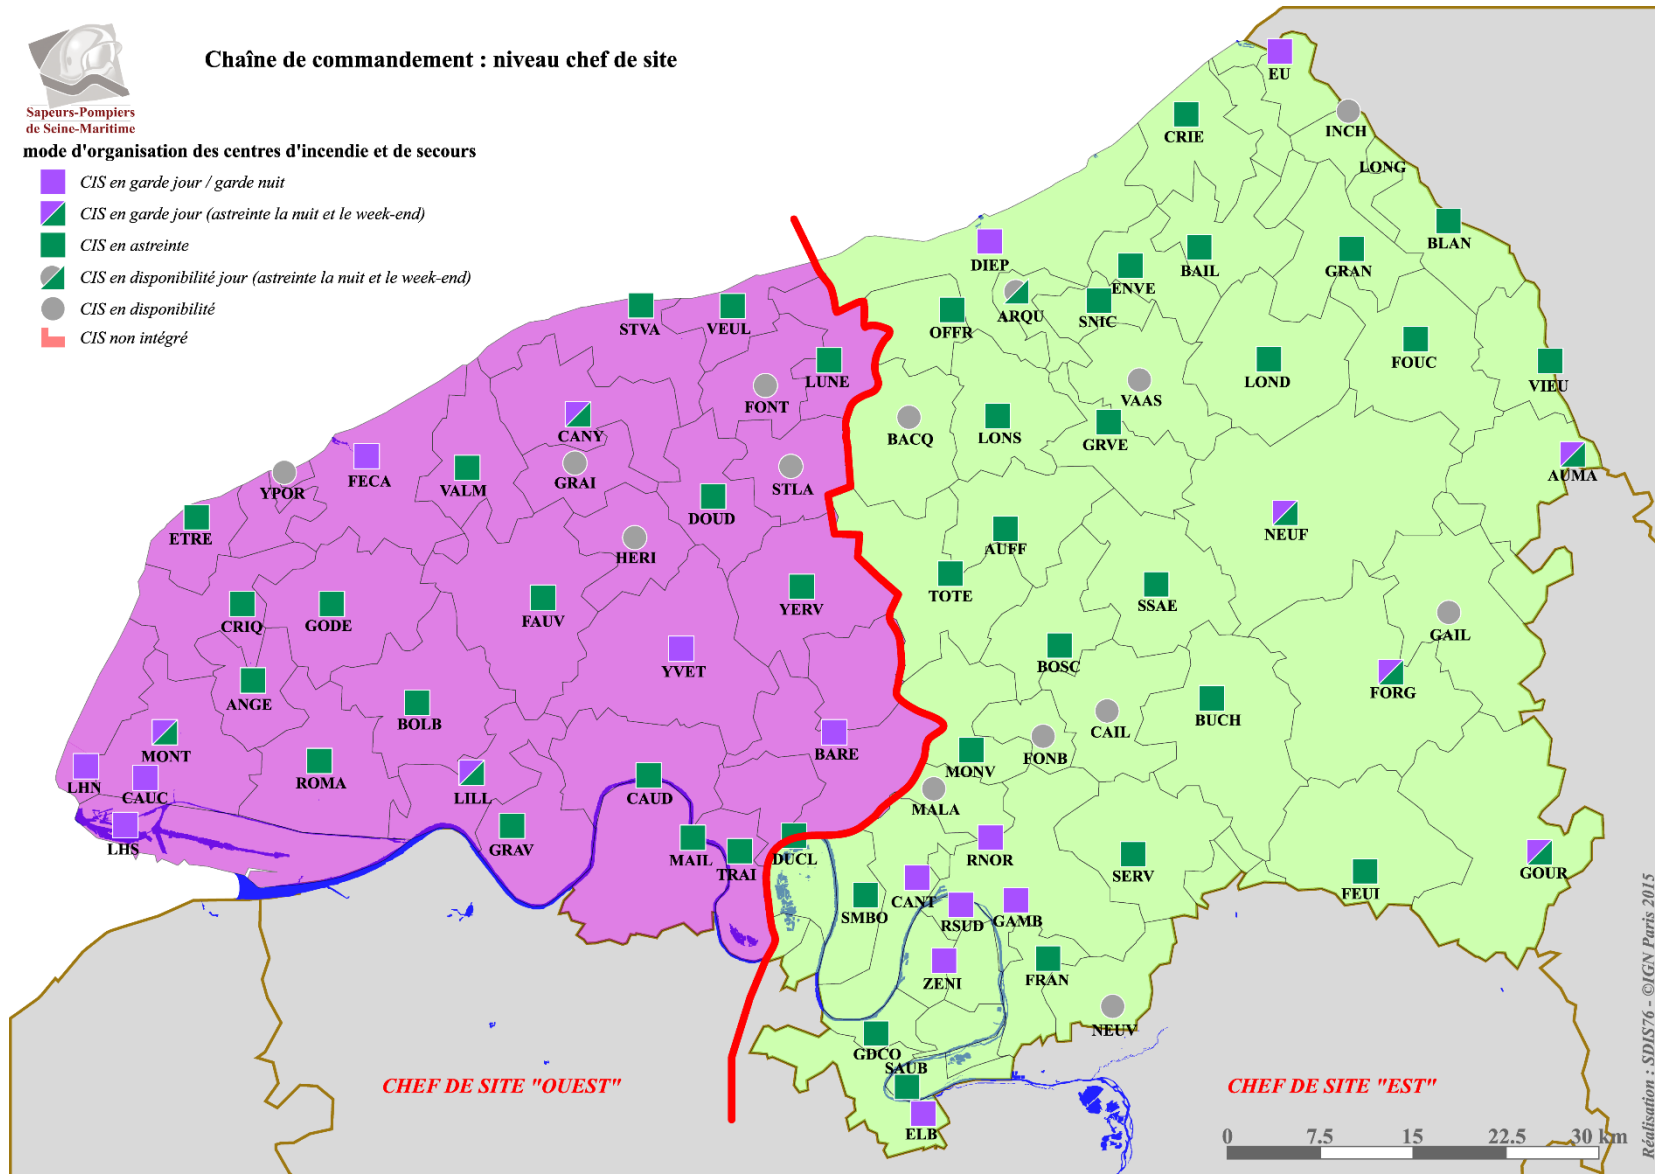 Chaîne de commandement : niveau chef de site
Sapeurs-Pompiers
de Seine-Maritime
mode d'organisation des centres d'incendie et de secours
CIS en garde jour / garde nuit
CIS en garde jour (astreinte la nuit et le week-end)
CIS en astreinte
CIS en disponibilité jour (astreinte la nuit et le week-end)
CIS en disponibilité
CIS non intégré
EU
INCH
CRIE
LONG
BLAN
DIEP
BAIL
GRAN
ENVE
ARQU
SNIC
OFFR
STVA
VEUL
LUNE
FOUC
LOND
VIEU
FONT
VAAS
BACQ
LONS
GRVE
CANY
AUMA
FECA
YPOR
VALM
GRAI
STLA
DOUD
NEUF
ETRE
AUFF
HERI
TOTE
YERV
SSAE
CRIQ
GODE
FAUV
GAIL
YVET
BOSC
FORG
ANGE
BOLB
BUCH
CAIL
MONT
BARE
FONB
MONV
LHN
CAUC
ROMA
LILL
CAUD
MALA
LHS
GRAV
MAIL
TRAI
DUCL
RNOR
SERV
GOUR
FEUI
CANT
SMBO
RSUD
GAMB
ZENI
FRAN
NEUV
GDCO
SAUB
ELB
CHEF DE SITE "OUEST"
CHEF DE SITE "EST"
0 7.5 15 22.5 30 km
Réalisation : SDIS76 - ©IGN Paris 2015